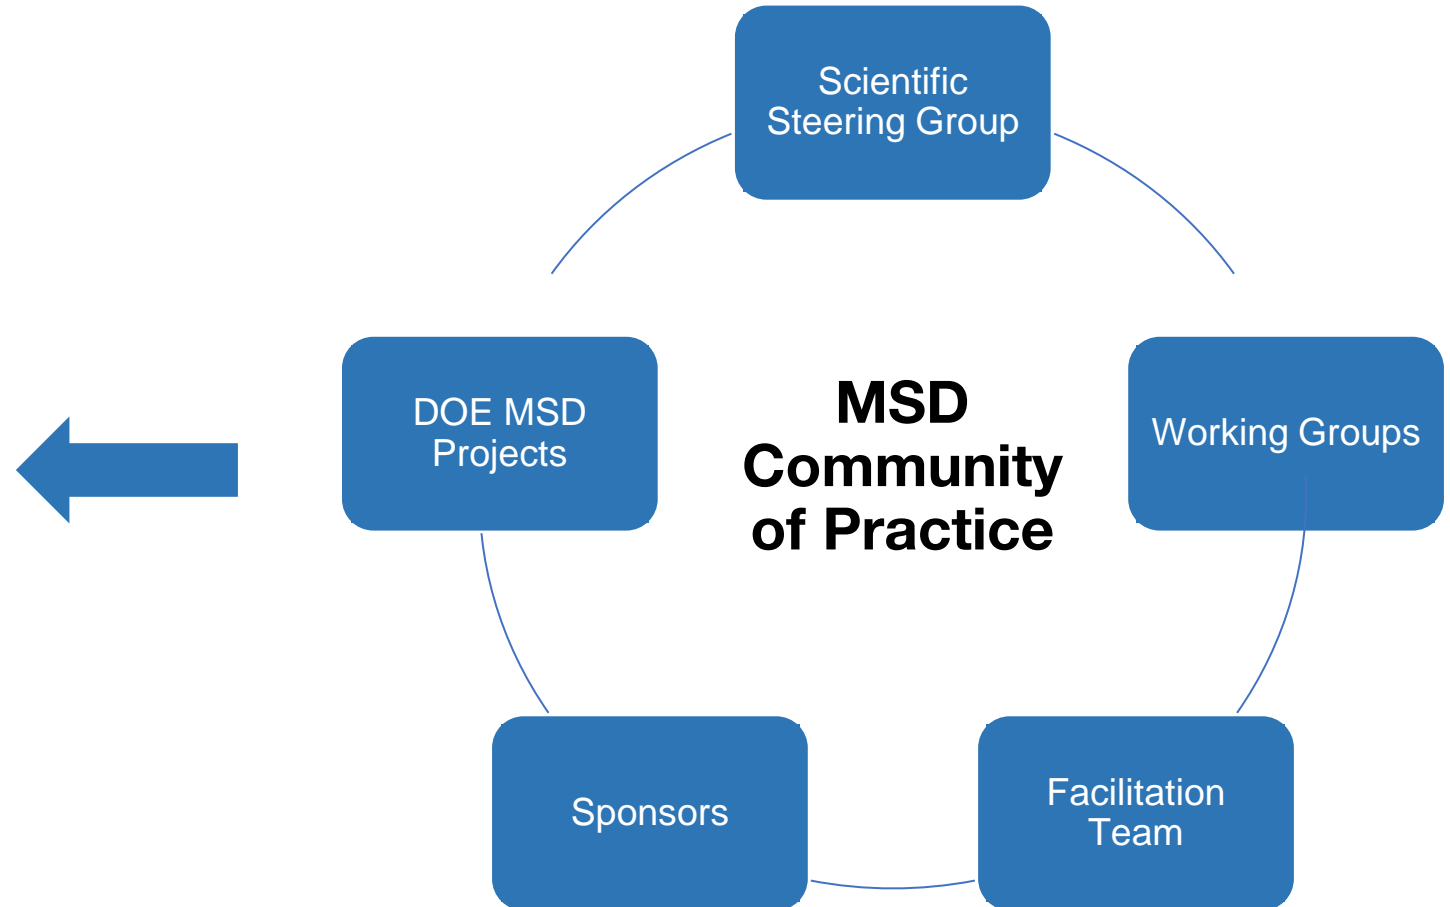 Scientific
Steering Group
DOE MSD
Projects
MSD
Community
of Practice
Working Groups
Sponsors
Facilitation
Team